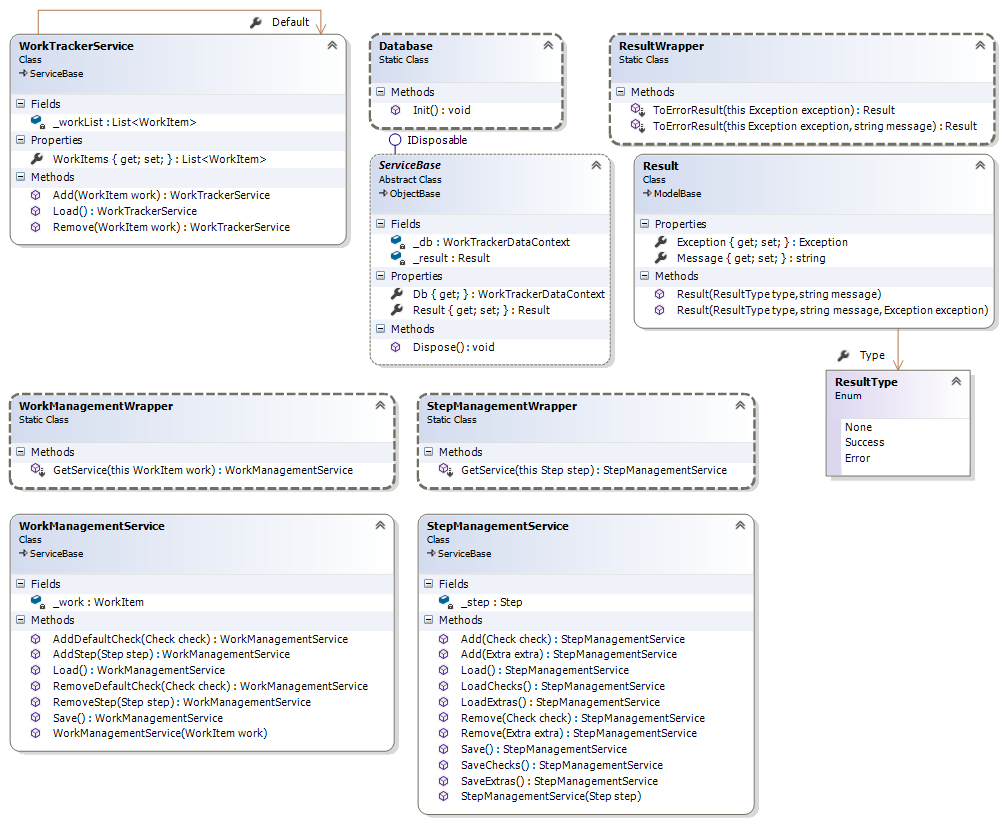 Default
WorkTrackerService
Class
ServiceBase
Fields
_workList : List<WorkItem>
Properties
WorkItems { get; set; } : List<WorkItem>
Methods
Add(WorkItem work) : WorkTrackerService
Load() : WorkTrackerService
Remove(WorkItem work) : WorkTrackerService
Database
Static Class
Methods
Init() : void
ResultWrapper
Static Class
Methods
ToErrorResult(this Exception exception) : Result
ToErrorResult(this Exception exception, string message) : Result
IDisposable
ServiceBase
Abstract Class
ObjectBase
Fields
_db : WorkTrackerDataContext
_result : Result
Properties
Db { get; } : WorkTrackerDataContext
Result { get; set; } : Result
Methods
Dispose() : void
Result
Class
ModelBase
Properties
Exception { get; set; } : Exception
Message { get; set; } : string
Methods
Result(ResultType type, string message)
Result(ResultType type, string message, Exception exception)
Type
ResultType
Enum
None
Success
Error
WorkManagementWrapper
Static Class
Methods
GetService(this WorkItem work) : WorkManagementService
StepManagementWrapper
Static Class
Methods
GetService(this Step step) : StepManagementService
WorkManagementService
Class
ServiceBase
Fields
_work : WorkItem
Methods
AddDefaultCheck(Check check) : WorkManagementService
AddStep(Step step) : WorkManagementService
Load() : WorkManagementService
RemoveDefaultCheck(Check check) : WorkManagementService
RemoveStep(Step step) : WorkManagementService
Save() : WorkManagementService
WorkManagementService(WorkItem work)
StepManagementService
Class
ServiceBase
Fields
_step : Step
Methods
Add(Check check) : StepManagementService
Add(Extra extra) : StepManagementService
Load() : StepManagementService
LoadChecks() : StepManagementService
LoadExtras() : StepManagementService
Remove(Check check) : StepManagementService
Remove(Extra extra) : StepManagementService
Save() : StepManagementService
SaveChecks() : StepManagementService
SaveExtras() : StepManagementService
StepManagementService(Step step)